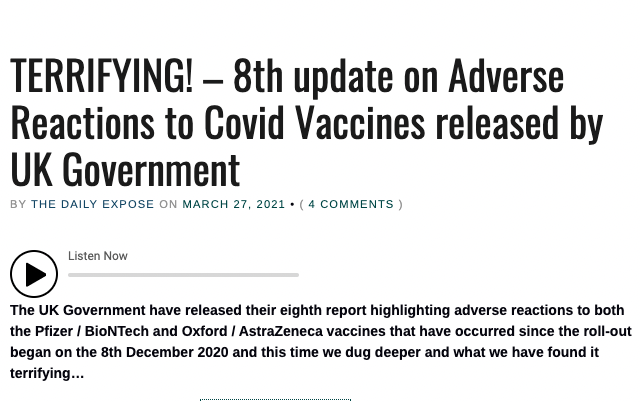 TERRIFYING! – 8th update on Adverse
Reactions to Covid Vaccines released by
UK Government
BY THE DAILY EXPOSE ON MARCH 27, 2021 • ( 4 COMMENTS )
Listen Now
The UK Government have released their eighth report highlighting adverse reactions to both
the Pfizer / BioNTech and Oxford / AstraZeneca vaccines that have occurred since the roll-out
began on the 8th December 2020 and this time we dug deeper and what we have found it
terrifying…